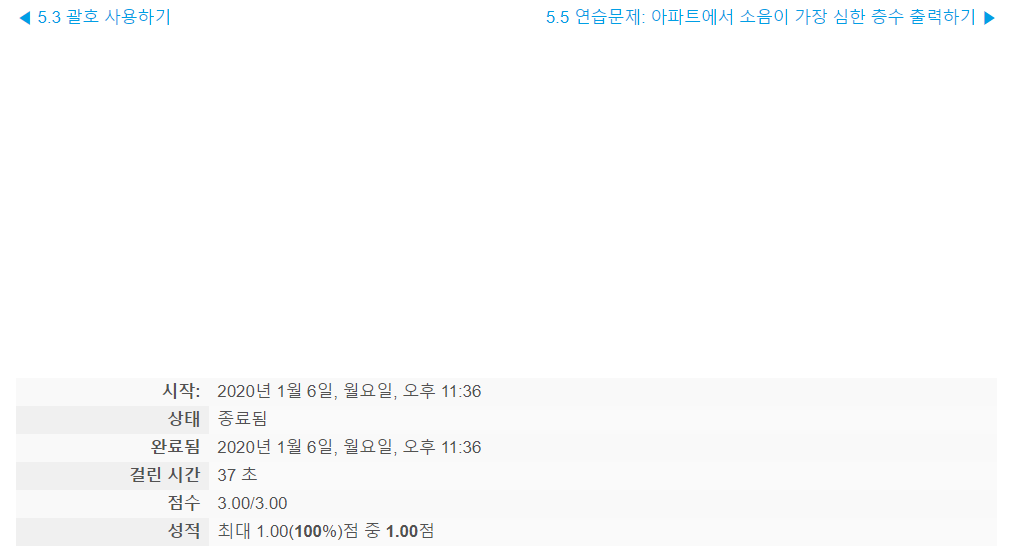 ◀ 5.3 괄호 사용하기
5.5 연습문제: 아파트에서 소음이 가장 심한 층수 출력하기 ▶
시작: 2020년 1월 6일, 월요일, 오후 11:36
상태 종료됨
완료됨 2020년 1월 6일, 월요일, 오후 11:36
걸린 시간 37 초
점수 3.00/3.00
성적 최대 1.00(100%)점 중 1.00점